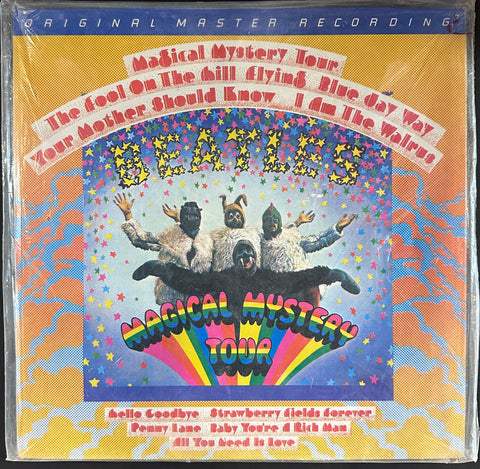 ORIGINAL MASTER RECORDING
Magical Mystery Tour
The Fool On The Hill Flying Blue Jay Way
Your Mother Should Know I Am The Walrus
BEATLES
MAGICAL MYSTERY
TOUR
Hello Goodbye Strawberry Fields Forever
Penny Lane Baby You're A Rich Man
All You Need Is Love